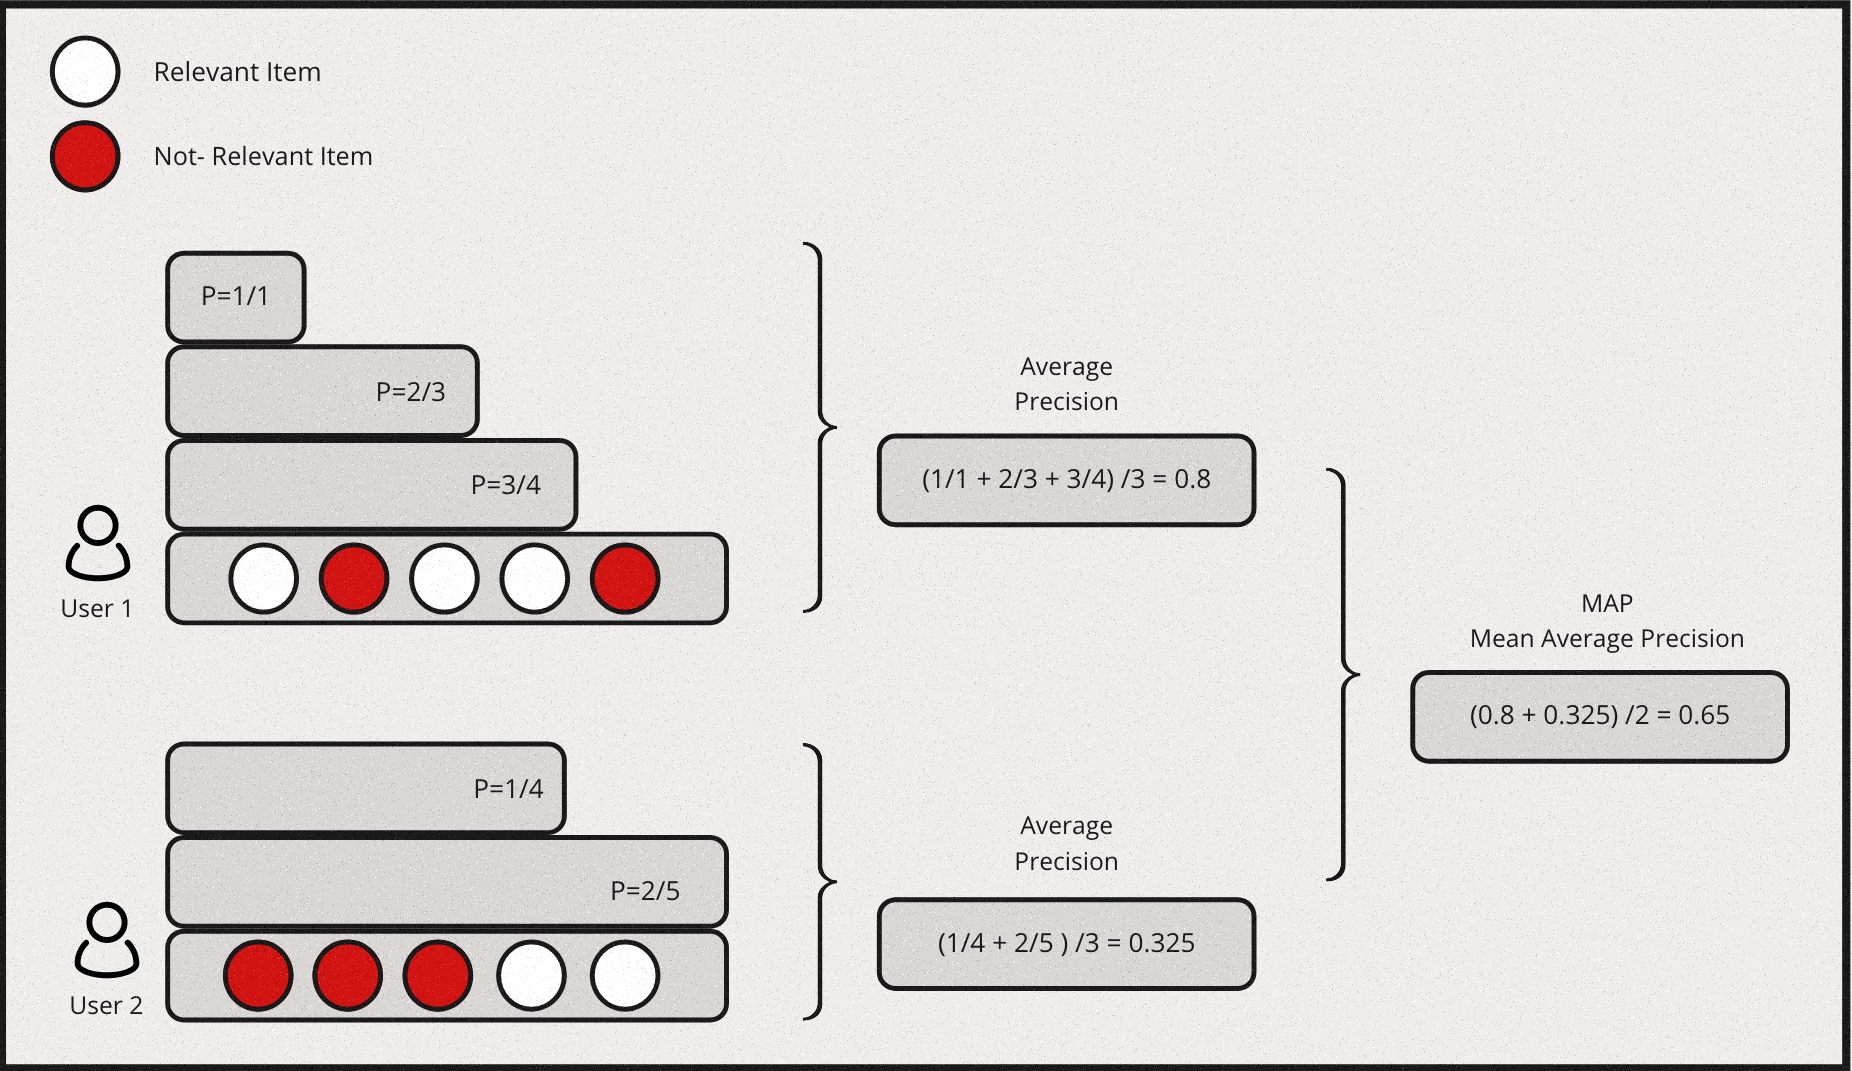 Relevant Item
Not- Relevant Item
P=1/1
P=2/3
P=3/4
User 1
Average
Precision
(1/1 + 2/3 + 3/4) /3 = 0.8
MAP
Mean Average Precision
(0.8 + 0.325) /2 = 0.65
P=1/4
P=2/5
User 2
Average
Precision
(1/4 + 2/5 ) /3 = 0.325